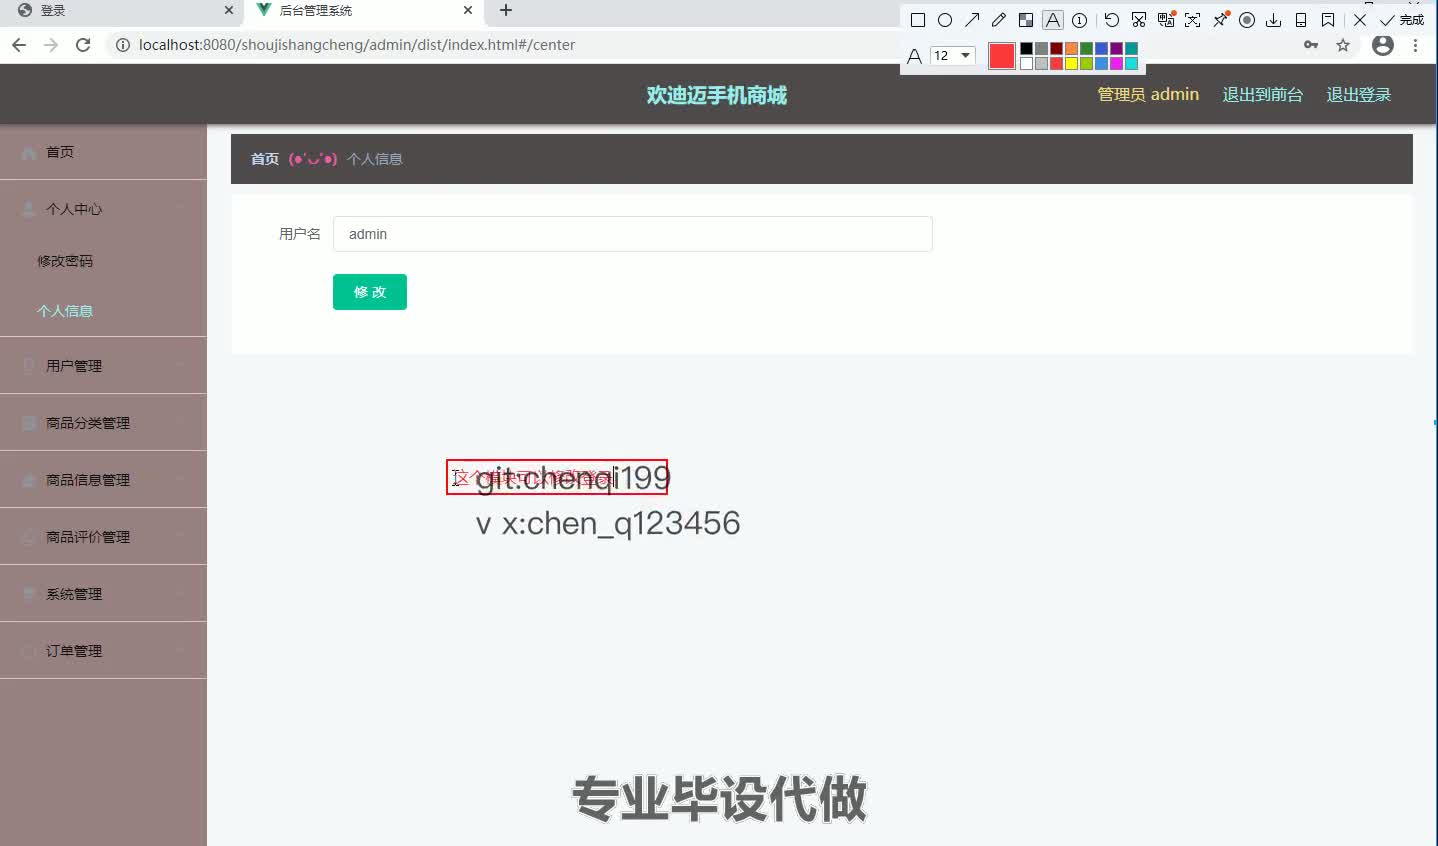 登录
后台管理系统
完成
localhost:8080/shoujishangcheng/admin/dist/index.html#/center
A 12
欢迪迈手机商城
管理员 admin
退出到前台
退出登录
首页
个人中心
修改密码
个人信息
用户管理
商品分类管理
商品信息管理
商品评价管理
系统管理
订单管理
首页 (●'◡'●) 个人信息
用户名 admin
修 改
这个模块可以修改登录
git:chenqi199
v x:chen_q123456
专业毕设代做